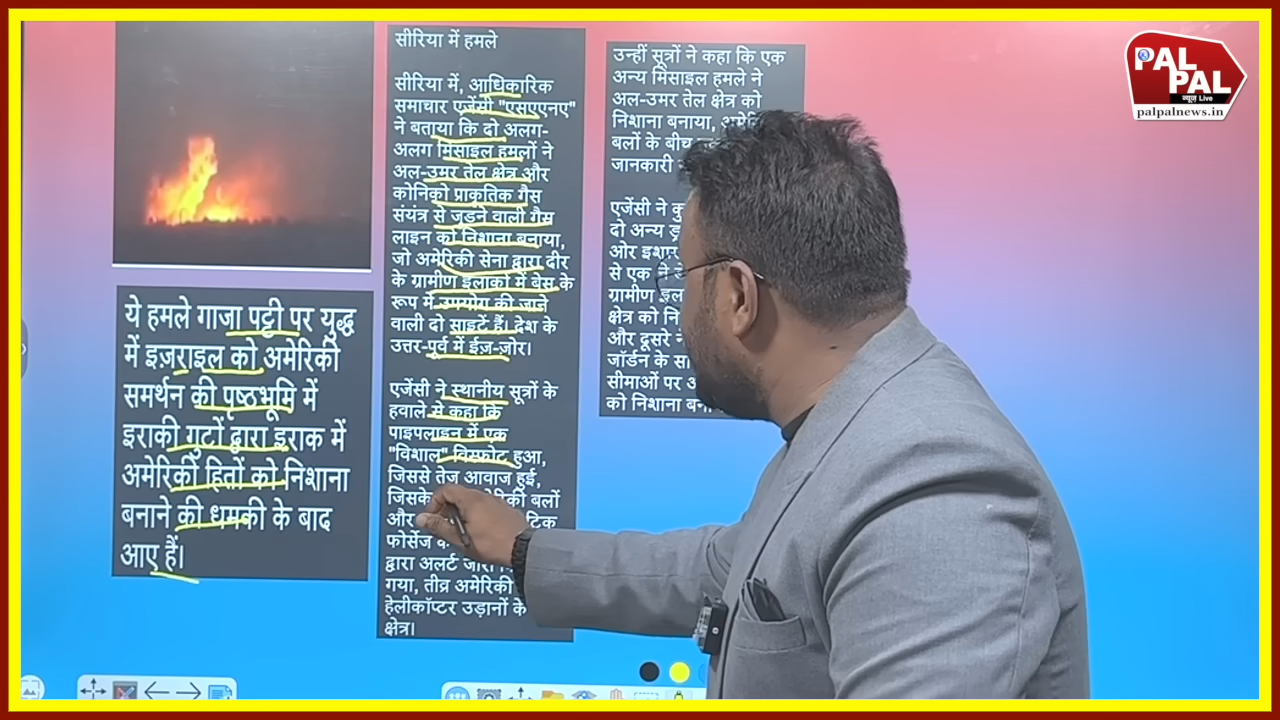 PAL
PAL
न्यूज Live
palpalnews.in
ये हमले गाजा पट्टी पर युद्ध
में इज़राइल को अमेरिकी
समर्थन की पृष्ठभूमि में
इराकी गुटों द्वारा इराक में
अमेरिकी हितों को निशाना
बनाने की धमकी के बाद
आए हैं।
सीरिया में हमले
सीरिया में, आधिकारिक
समाचार एजेंसी "एसएएनए"
ने बताया कि दो अलग-
अलग मिसाइल हमलों ने
अल-उमर तेल क्षेत्र और
कोनिको प्राकृतिक गैस
संयंत्र से जुड़ने वाली गैस
लाइन को निशाना बनाया,
जो अमेरिकी सेना द्वारा दीर
के ग्रामीण इलाकों में बेस के
रूप में उपयोग की जाने
वाली दो साइटें हैं। देश के
उत्तर-पूर्व में ईज़-ज़ोर।
एजेंसी ने स्थानीय सूत्रों के
हवाले से कहा कि
पाइपलाइन में एक
"विशाल" विस्फोट हुआ,
जिससे तेज आवाज हुई,
जिसके बलों
और
फोर्सेज
द्वारा अलर्ट
गया, तीव्र अमेरिकी
हेलीकॉप्टर उड़ानों के
क्षेत्र।
उन्हीं सूत्रों ने कहा कि एक
अन्य मिसाइल हमले ने
अल-उमर तेल क्षेत्र को
निशाना बनाया,
बलों के बीच
जानकारी
एजेंसी ने
दो अन्य
ओर
से एक ने
ग्रामीण
क्षेत्र को
और दूसरे
जॉर्डन के
सीमाओं पर
को निशाना